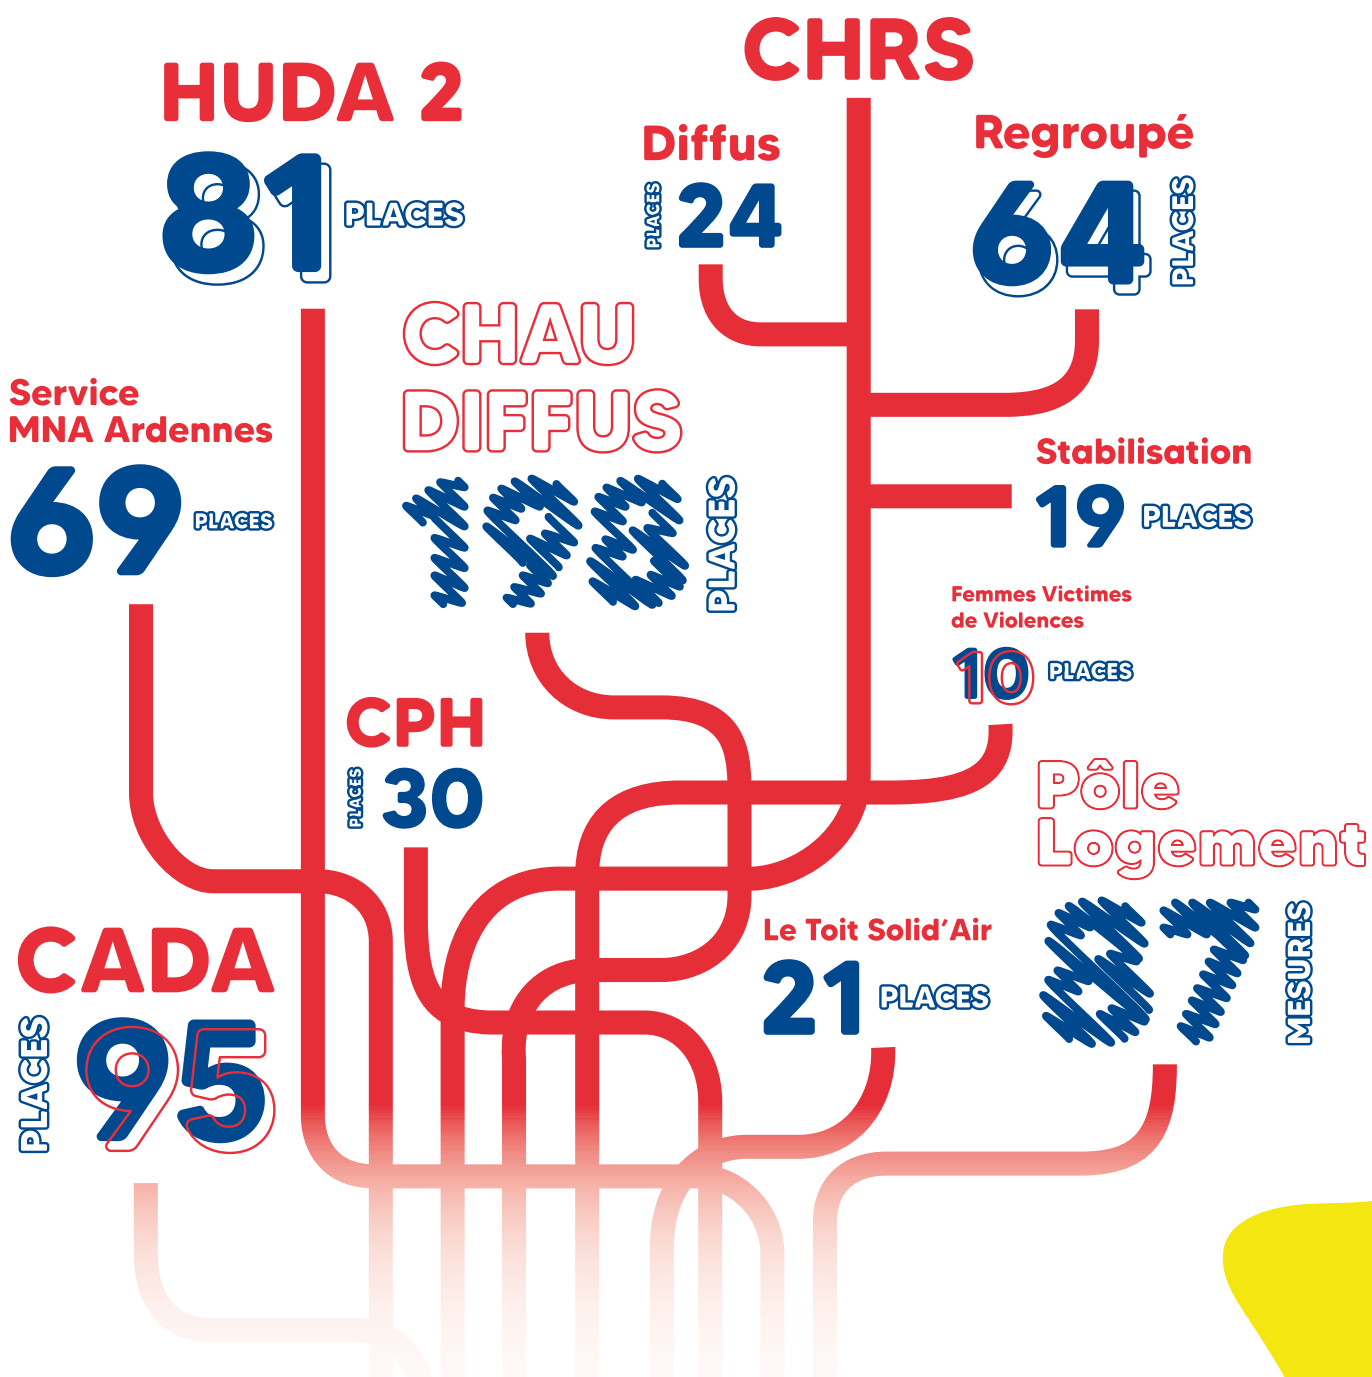 CHRS
HUDA 2
81 PLACES
Diffus
PLACES 24
Regroupé
64 PLACES
CHAU
DIFFUS
198 PLACES
Service
MNA Ardennes
69 PLACES
Stabilisation
19 PLACES
Femmes Victimes
de Violences
10 PLACES
CPH
PLACES 30
Pôle
Logement
87 MESURES
Le Toit Solid'Air
21 PLACES
CADA
PLACES 95